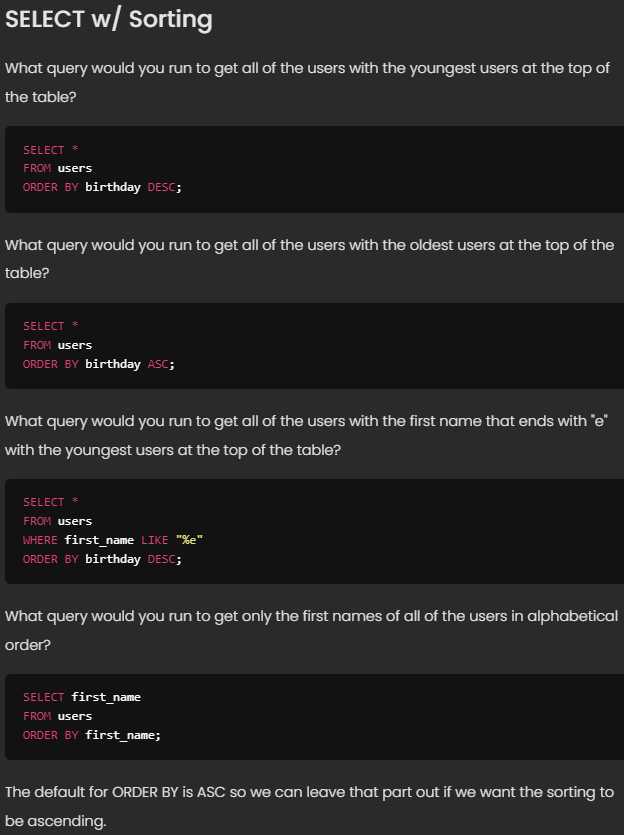 SELECT w/ Sorting
What query would you run to get all of the users with the youngest users at the top of
the table?
SELECT *
FROM users
ORDER BY birthday DESC;
What query would you run to get all of the users with the oldest users at the top of the
table?
SELECT *
FROM users
ORDER BY birthday ASC;
What query would you run to get all of the users with the first name that ends with "e"
with the youngest users at the top of the table?
SELECT *
FROM users
WHERE first_name LIKE "%e"
ORDER BY birthday DESC;
What query would you run to get only the first names of all of the users in alphabetical
order?
SELECT first_name
FROM users
ORDER BY first_name;
The default for ORDER BY is ASC so we can leave that part out if we want the sorting to
be ascending.